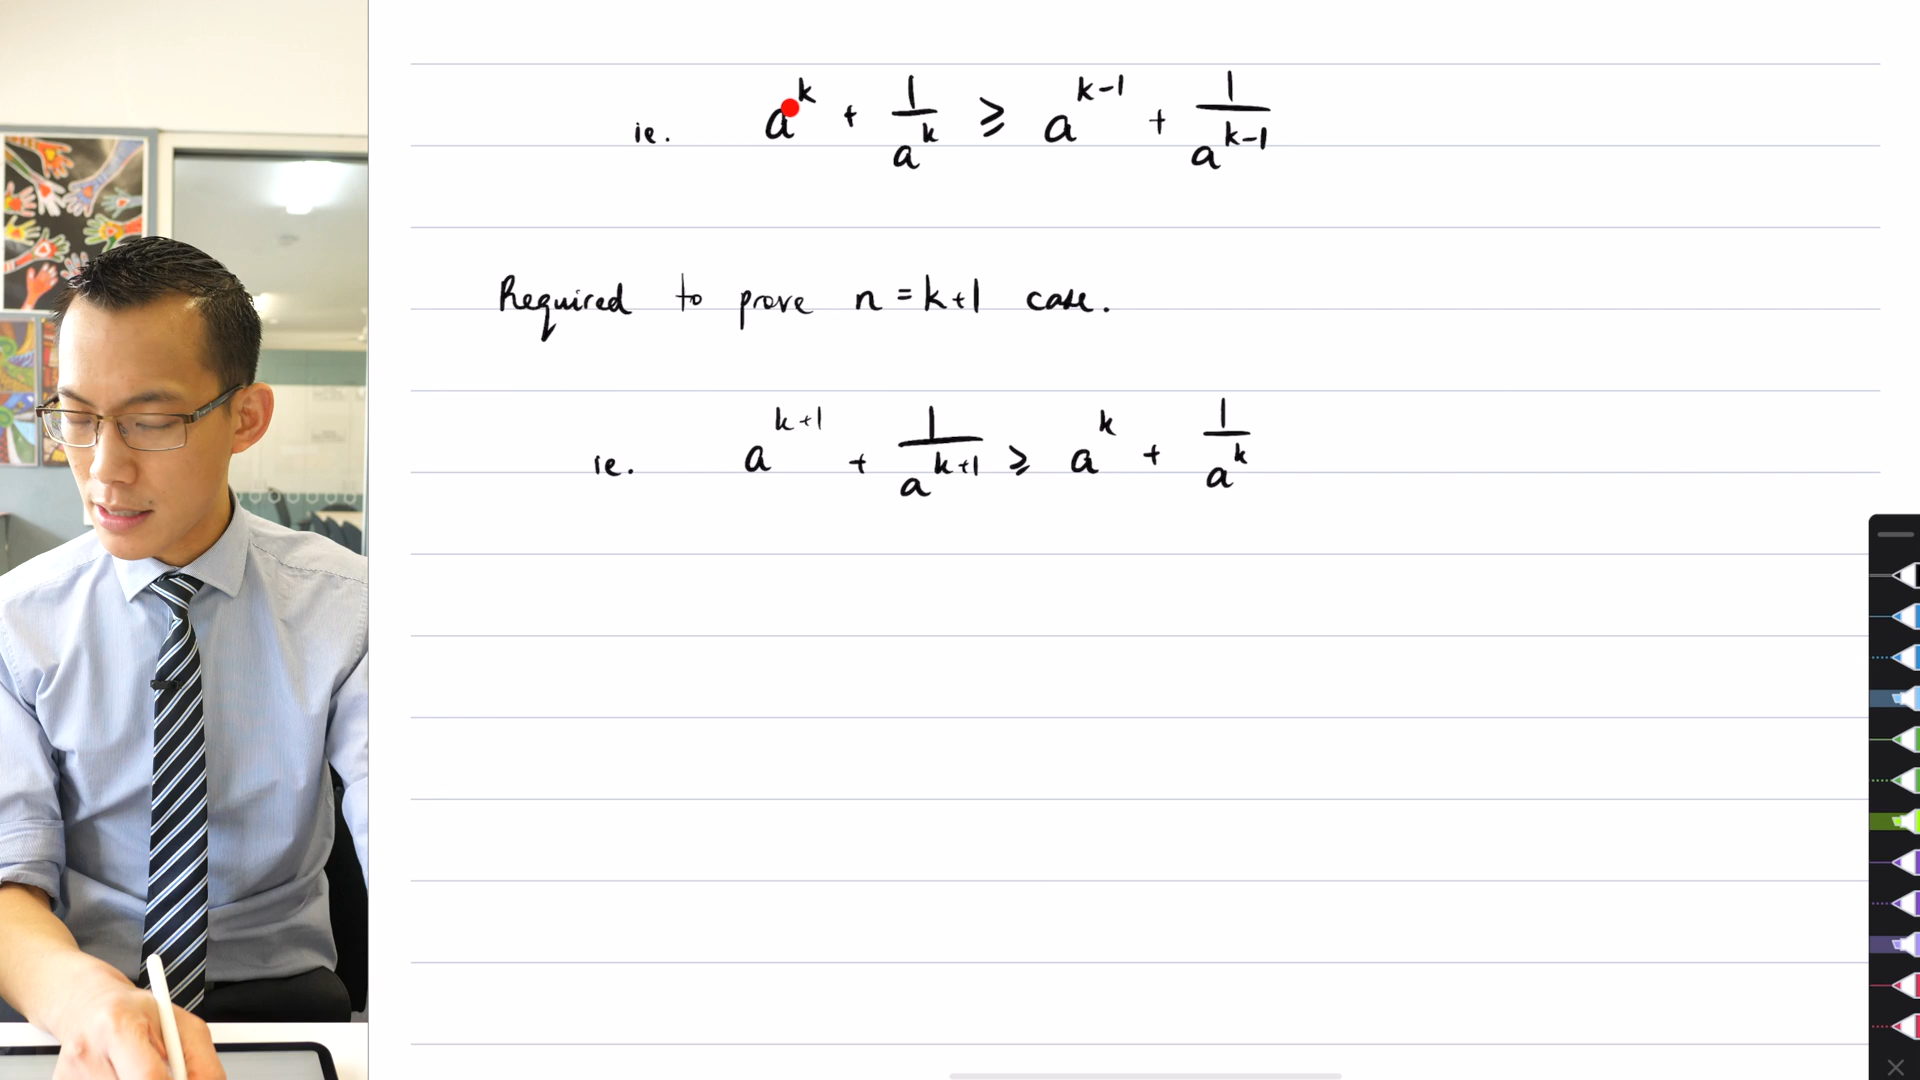 ie. a^k + 1/a^k ≥ a^(k-1) + 1/a^(k-1)
Required to prove n = k+1 case.
ie. a^(k+1) + 1/a^(k+1) ≥ a^k + 1/a^k